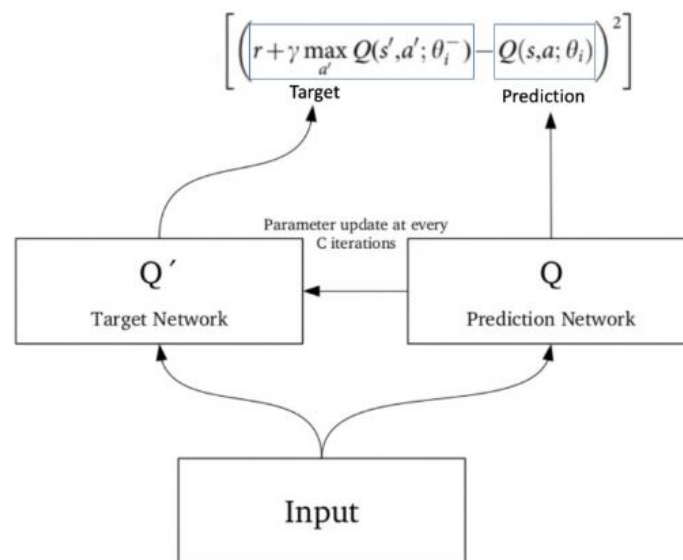 [(r + γ max_{a'} Q(s',a';θ_i^-) − Q(s,a;θ_i))^2]
Target
Prediction
Parameter update at every
C iterations
Q´
Target Network
Q
Prediction Network
Input